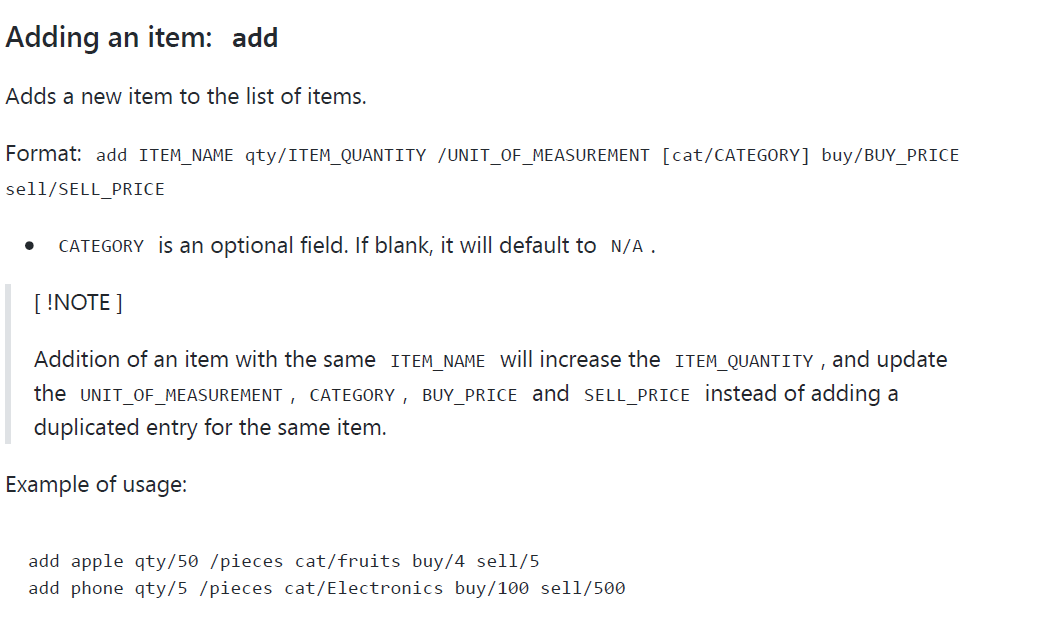 Adding an item: add
Adds a new item to the list of items.
Format: add ITEM_NAME qty/ITEM_QUANTITY /UNIT_OF_MEASUREMENT [cat/CATEGORY] buy/BUY_PRICE
sell/SELL_PRICE
• CATEGORY is an optional field. If blank, it will default to N/A .
[ !NOTE ]
Addition of an item with the same ITEM_NAME will increase the ITEM_QUANTITY , and update
the UNIT_OF_MEASUREMENT , CATEGORY , BUY_PRICE and SELL_PRICE instead of adding a
duplicated entry for the same item.
Example of usage:
add apple qty/50 /pieces cat/fruits buy/4 sell/5
add phone qty/5 /pieces cat/Electronics buy/100 sell/500